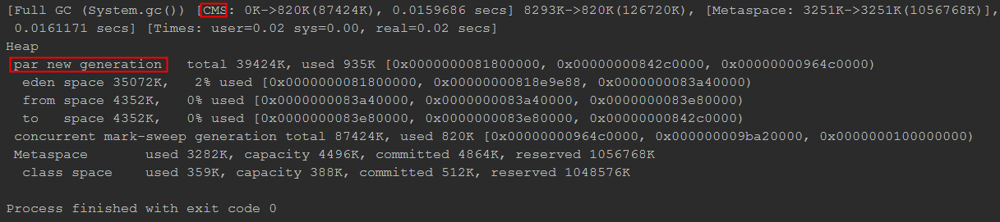 [Full GC (System.gc()) [CMS: 0K->820K(87424K), 0.0159686 secs] 8293K->820K(126720K), [Metaspace: 3251K->3251K(1056768K)],
 0.0161171 secs] [Times: user=0.02 sys=0.00, real=0.02 secs]
Heap
 par new generation   total 39424K, used 935K [0x0000000081800000, 0x00000000842c0000, 0x00000000964c0000)
  eden space 35072K,   2% used [0x0000000081800000, 0x00000000818e9e88, 0x0000000083a40000)
  from space 4352K,   0% used [0x0000000083a40000, 0x0000000083a40000, 0x0000000083e80000)
  to   space 4352K,   0% used [0x0000000083e80000, 0x0000000083e80000, 0x00000000842c0000)
 concurrent mark-sweep generation total 87424K, used 820K [0x00000000964c0000, 0x000000009ba20000, 0x0000000100000000)
 Metaspace       used 3282K, capacity 4496K, committed 4864K, reserved 1056768K
  class space    used 359K, capacity 388K, committed 512K, reserved 1048576K
Process finished with exit code 0